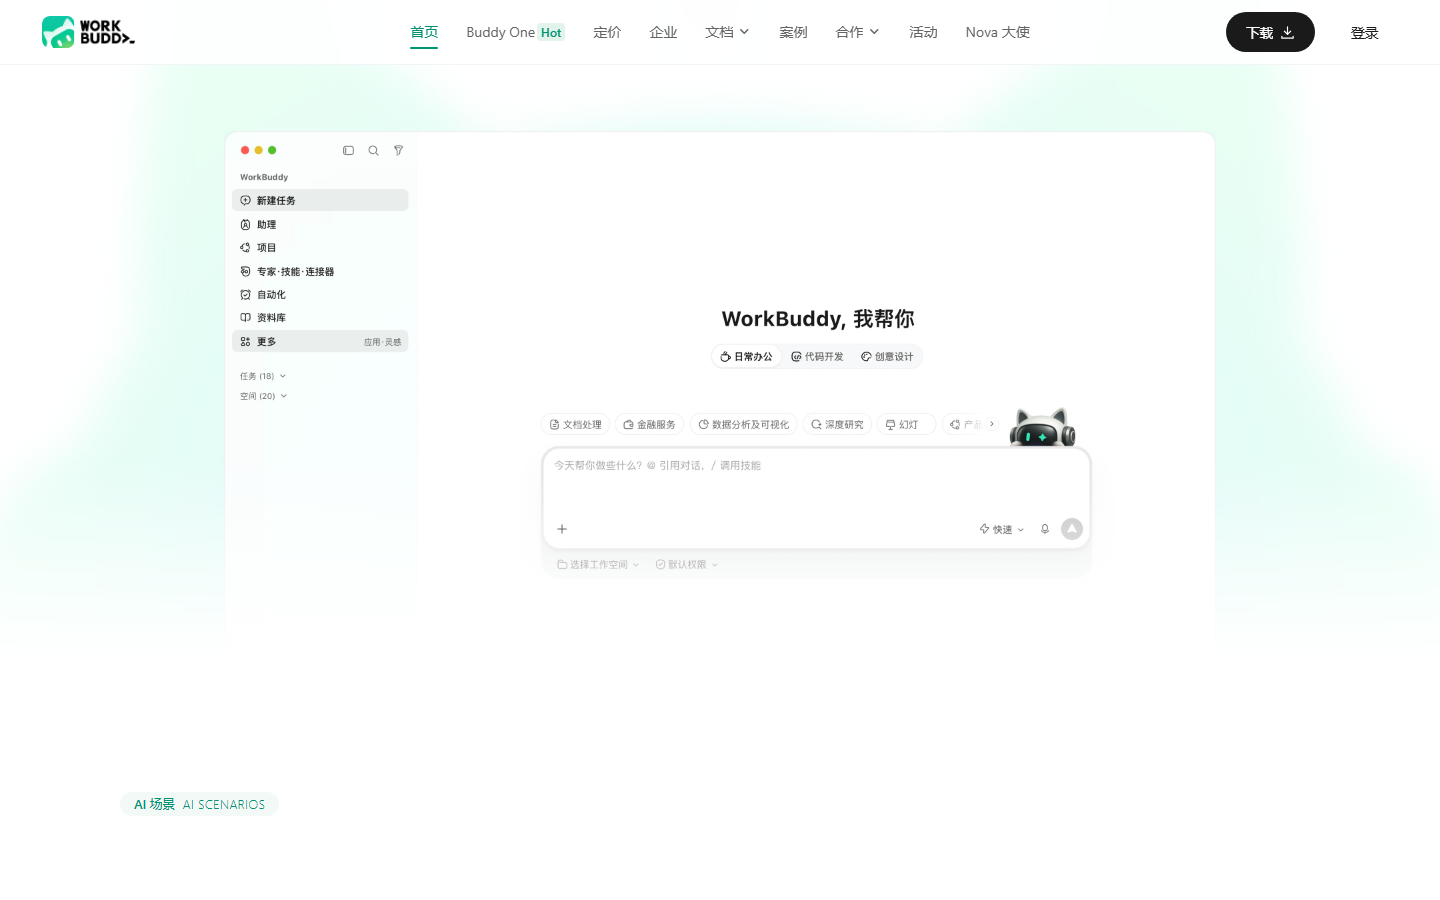 WORK BUDDY
首页 Buddy One Hot 定价 企业 文档 案例 合作 活动 Nova 大使 下载 登录
WorkBuddy
新建任务
助理
项目
专家·技能·连接器
自动化
资料库
更多 应用·灵感
任务 (18)
空间 (20)
WorkBuddy, 我帮你
日常办公 代码开发 创意设计
文档处理 金融服务 数据分析及可视化 深度研究 幻灯 产品
今天帮你做些什么? @ 引用对话, / 调用技能
快速
选择工作空间 默认权限
AI 场景 AI SCENARIOS